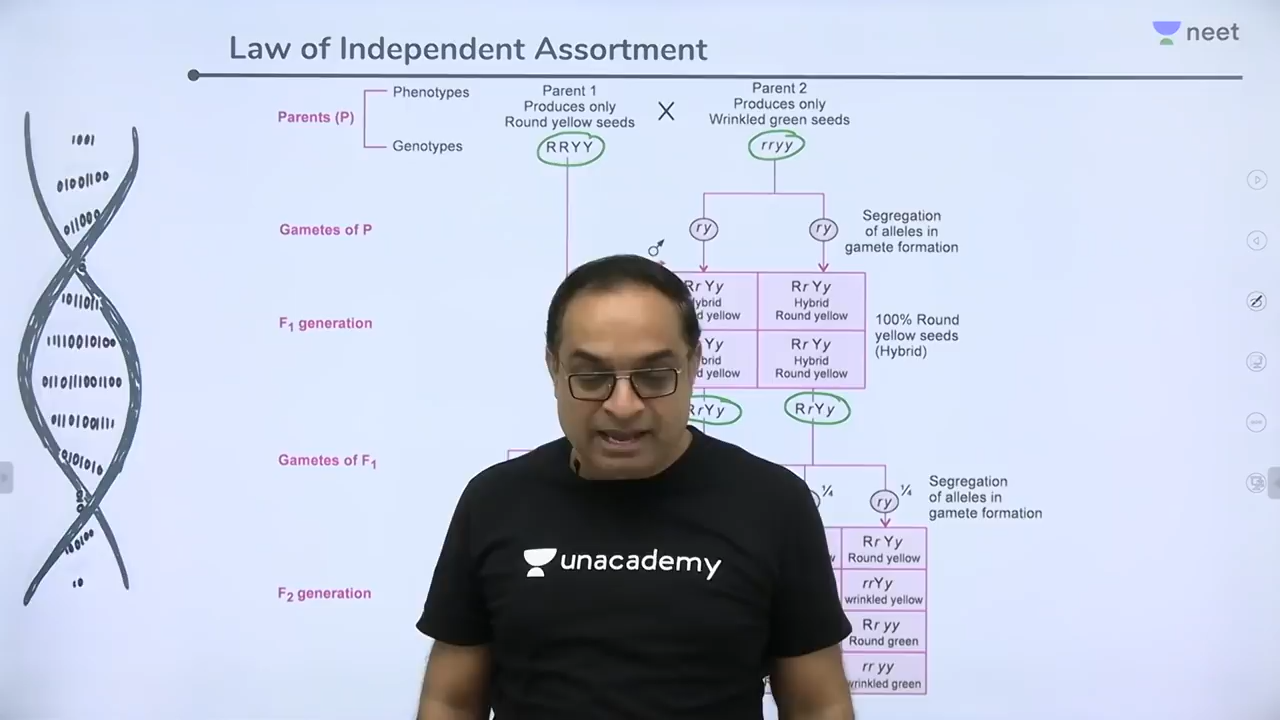 Law of Independent Assortment
neet
Parents (P)
Phenotypes
Genotypes
Parent 1
Produces only
Round yellow seeds
RRYY
X
Parent 2
Produces only
Wrinkled green seeds
rryy
Gametes of P
ry
ry
Segregation
of alleles in
gamete formation
F1 generation
RrYy
Hybrid
Round yellow
RrYy
Hybrid
Round yellow
100% Round
yellow seeds
(Hybrid)
RrYy
RrYy
Gametes of F1
1/4
ry
1/4
Segregation
of alleles in
gamete formation
F2 generation
RrYy
Round yellow
rrYy
wrinkled yellow
Rryy
Round green
rryy
wrinkled green
unacademy
1001
01001100
011000